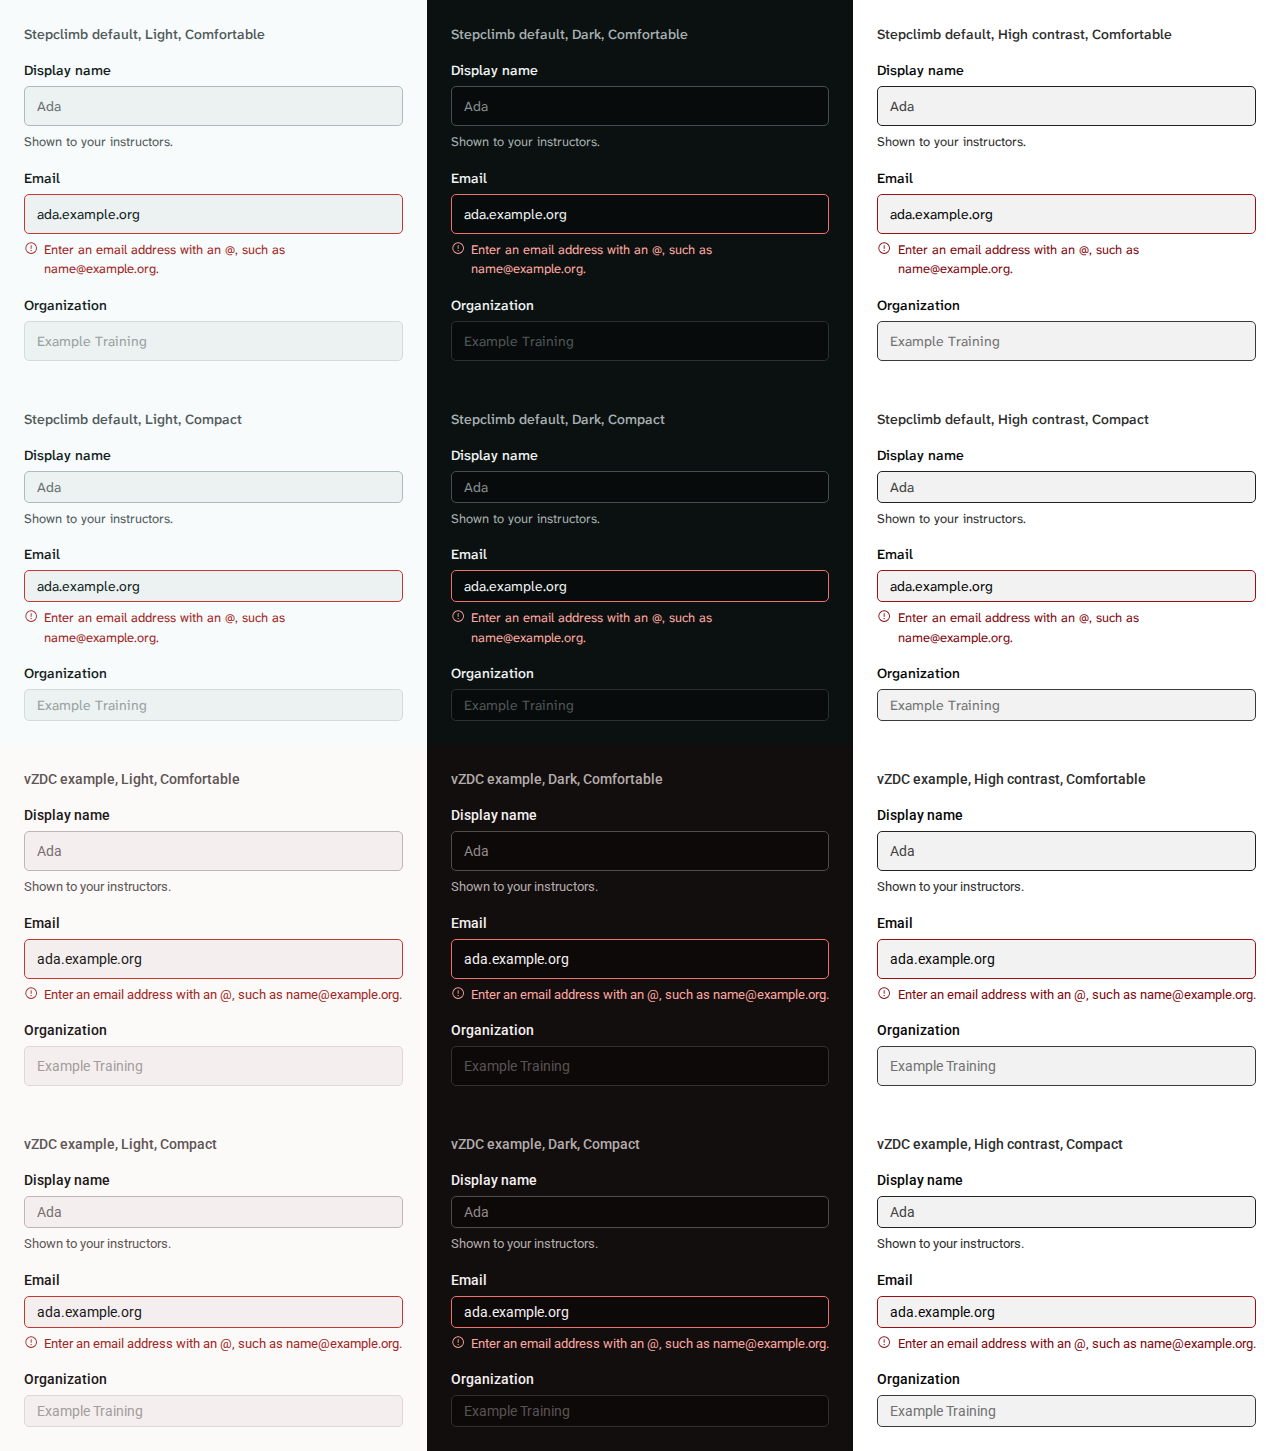 Stepclimb default, Light, Comfortable
Display name
Ada
Shown to your instructors.
Email
ada.example.org
Enter an email address with an @, such as
name@example.org.
Organization
Example Training
Stepclimb default, Dark, Comfortable
Display name
Ada
Shown to your instructors.
Email
ada.example.org
Enter an email address with an @, such as
name@example.org.
Organization
Example Training
Stepclimb default, High contrast, Comfortable
Display name
Ada
Shown to your instructors.
Email
ada.example.org
Enter an email address with an @, such as
name@example.org.
Organization
Example Training
Stepclimb default, Light, Compact
Display name
Ada
Shown to your instructors.
Email
ada.example.org
Enter an email address with an @, such as
name@example.org.
Organization
Example Training
Stepclimb default, Dark, Compact
Display name
Ada
Shown to your instructors.
Email
ada.example.org
Enter an email address with an @, such as
name@example.org.
Organization
Example Training
Stepclimb default, High contrast, Compact
Display name
Ada
Shown to your instructors.
Email
ada.example.org
Enter an email address with an @, such as
name@example.org.
Organization
Example Training
vZDC example, Light, Comfortable
Display name
Ada
Shown to your instructors.
Email
ada.example.org
Enter an email address with an @, such as name@example.org.
Organization
Example Training
vZDC example, Dark, Comfortable
Display name
Ada
Shown to your instructors.
Email
ada.example.org
Enter an email address with an @, such as name@example.org.
Organization
Example Training
vZDC example, High contrast, Comfortable
Display name
Ada
Shown to your instructors.
Email
ada.example.org
Enter an email address with an @, such as name@example.org.
Organization
Example Training
vZDC example, Light, Compact
Display name
Ada
Shown to your instructors.
Email
ada.example.org
Enter an email address with an @, such as name@example.org.
Organization
Example Training
vZDC example, Dark, Compact
Display name
Ada
Shown to your instructors.
Email
ada.example.org
Enter an email address with an @, such as name@example.org.
Organization
Example Training
vZDC example, High contrast, Compact
Display name
Ada
Shown to your instructors.
Email
ada.example.org
Enter an email address with an @, such as name@example.org.
Organization
Example Training